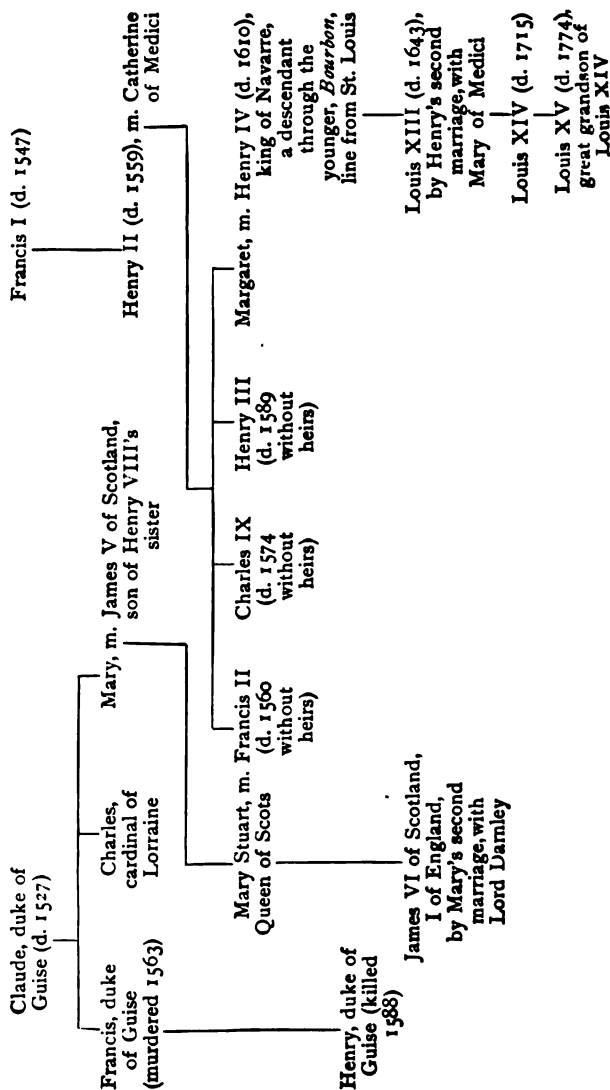 Francis I (d. 1547)
Claude, duke of
Guise (d. 1527)
Francis, duke
of Guise
(murdered 1563)
Charles,
cardinal of
Lorraine
Mary, m. James V of Scotland,
son of Henry VIII's
sister
Henry II (d. 1559), m. Catherine
of Medici
Mary Stuart, m. Francis II
Queen of Scots
(d. 1560
without
heirs)
Charles IX
(d. 1574
without
heirs)
Henry III
(d. 1589
without
heirs)
Margaret, m. Henry IV (d. 1610),
king of Navarre,
a descendant
through the
younger, Bourbon,
line from St. Louis
Henry, duke of
Guise (killed
1588)
James VI of Scotland,
I of England,
by Mary's second
marriage, with
Lord Darnley
Louis XIII (d. 1643),
by Henry's second
marriage, with
Mary of Medici
Louis XIV (d. 1715)
Louis XV (d. 1774),
great grandson of
Louis XIV